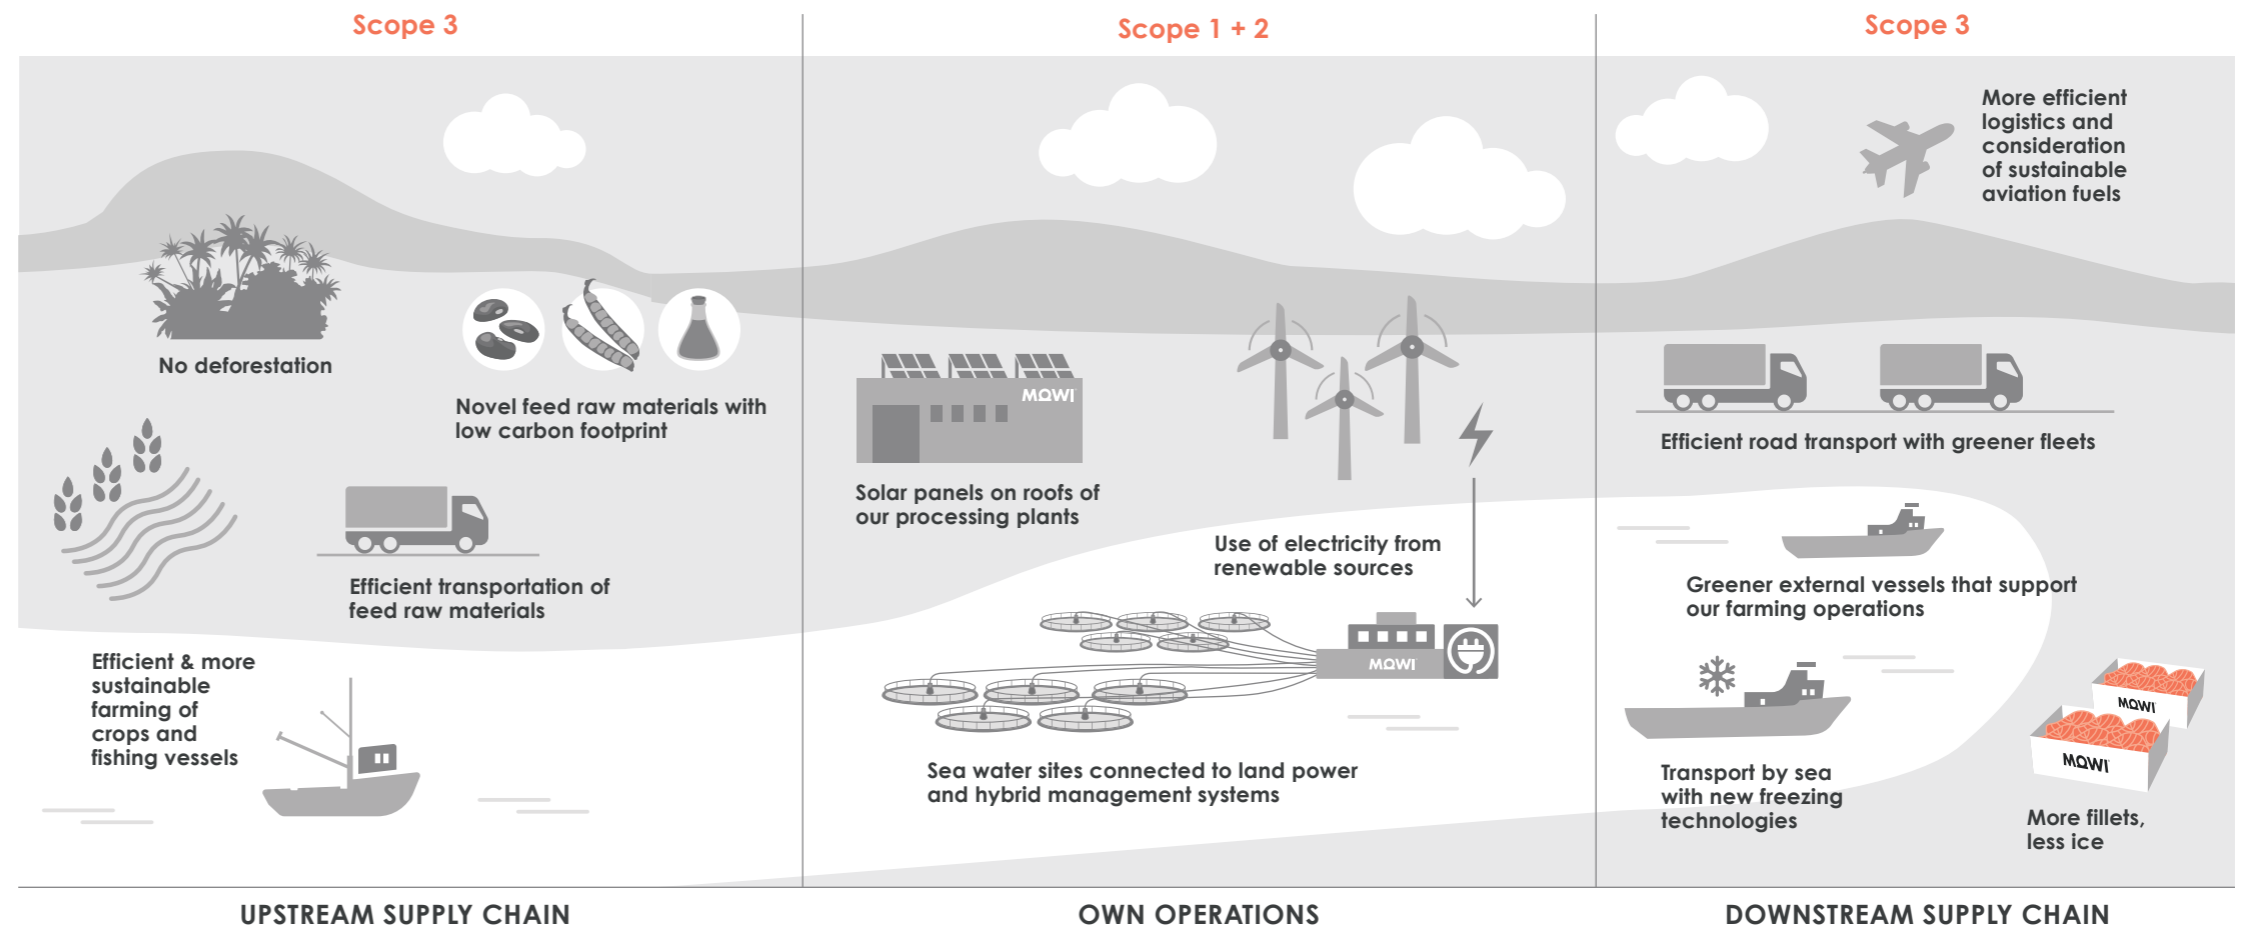 Scope 3
No deforestation
Novel feed raw materials with
low carbon footprint
Efficient transportation of
feed raw materials
Efficient & more
sustainable
farming of
crops and
fishing vessels
UPSTREAM SUPPLY CHAIN
Scope 1 + 2
MOWI
Solar panels on roofs of
our processing plants
Use of electricity from
renewable sources
MOWI
Sea water sites connected to land power
and hybrid management systems
OWN OPERATIONS
Scope 3
More efficient
logistics and
consideration
of sustainable
aviation fuels
Efficient road transport with greener fleets
Greener external vessels that support
our farming operations
Transport by sea
with new freezing
technologies
MOWI
MOWI
More fillets,
less ice
DOWNSTREAM SUPPLY CHAIN